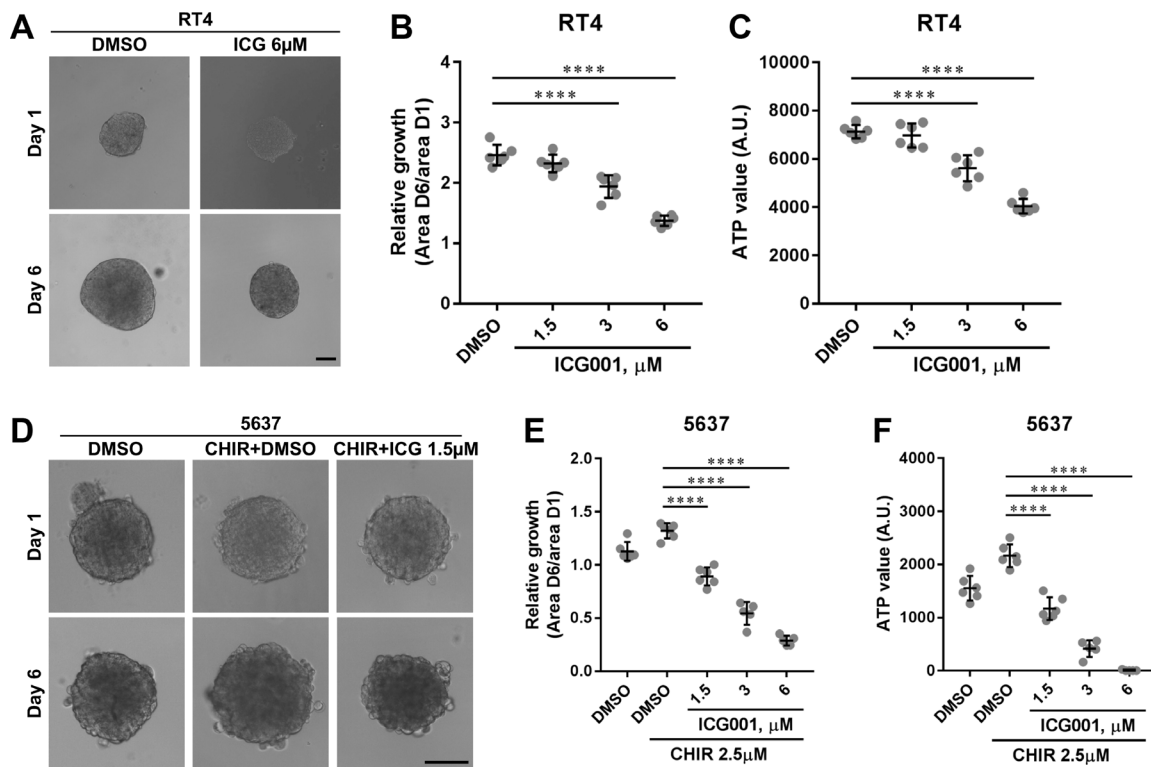 A
RT4
DMSO ICG 6µM
Day 1
Day 6
B
RT4
Relative growth
(Area D6/area D1)
4
3
2
1
0
****
****
DMSO 1.5 3 6
ICG001, µM
C
RT4
ATP value (A.U.)
10000
8000
6000
4000
2000
0
****
****
DMSO 1.5 3 6
ICG001, µM
D
5637
DMSO CHIR+DMSO CHIR+ICG 1.5µM
Day 1
Day 6
E
5637
Relative growth
(Area D6/area D1)
2.0
1.5
1.0
0.5
0.0
****
****
****
DMSO DMSO 1.5 3 6
ICG001, µM
CHIR 2.5µM
F
5637
ATP value (A.U.)
4000
3000
2000
1000
0
****
****
****
DMSO DMSO 1.5 3 6
ICG001, µM
CHIR 2.5µM